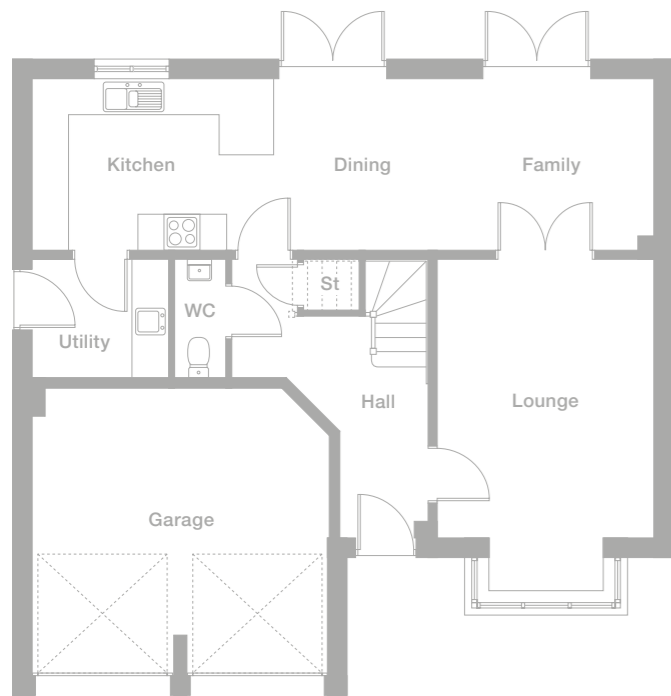 Kitchen
Dining
Family
St
WC
Utility
Hall
Lounge
Garage